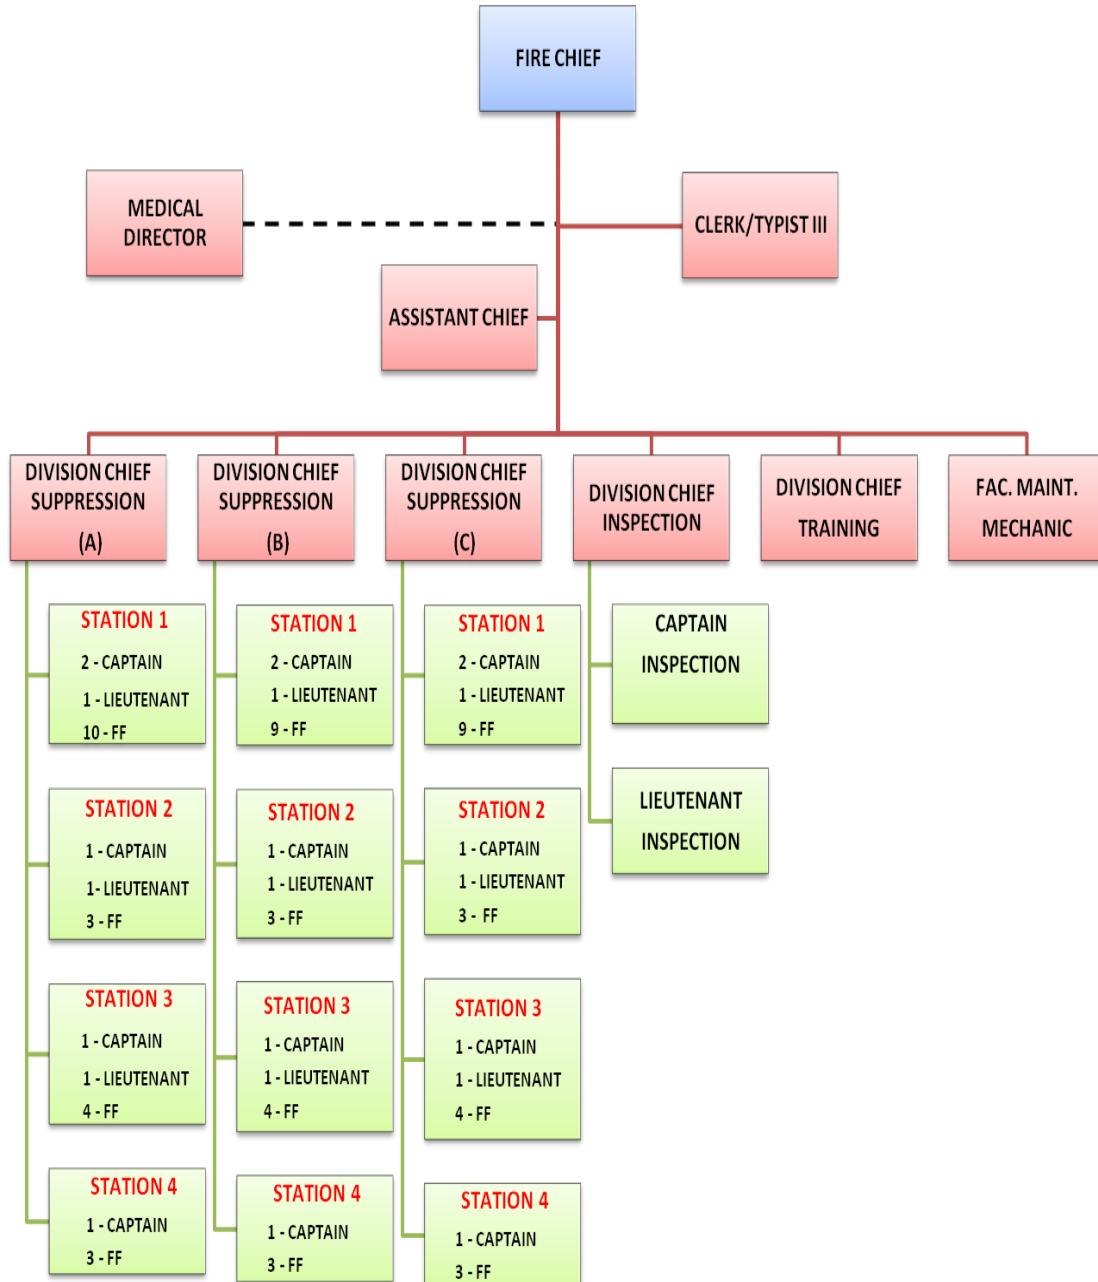 FIRE CHIEF
MEDICAL
DIRECTOR
CLERK/TYPIST III
ASSISTANT CHIEF
DIVISION CHIEF
SUPPRESSION
(A)
DIVISION CHIEF
SUPPRESSION
(B)
DIVISION CHIEF
SUPPRESSION
(C)
DIVISION CHIEF
INSPECTION
DIVISION CHIEF
TRAINING
FAC. MAINT.
MECHANIC
STATION 1
2 - CAPTAIN
1 - LIEUTENANT
10 - FF
STATION 2
1 - CAPTAIN
1- LIEUTENANT
3 - FF
STATION 3
1 - CAPTAIN
1 - LIEUTENANT
4 - FF
STATION 4
1 - CAPTAIN
3 - FF
STATION 1
2 - CAPTAIN
1 - LIEUTENANT
9 - FF
STATION 2
1 - CAPTAIN
1 - LIEUTENANT
3 - FF
STATION 3
1 - CAPTAIN
1 - LIEUTENANT
4 - FF
STATION 4
1 - CAPTAIN
3 - FF
STATION 1
2 - CAPTAIN
1 - LIEUTENANT
9 - FF
STATION 2
1 - CAPTAIN
1 - LIEUTENANT
3 - FF
STATION 3
1 - CAPTAIN
1 - LIEUTENANT
4 - FF
STATION 4
1 - CAPTAIN
3 - FF
CAPTAIN
INSPECTION
LIEUTENANT
INSPECTION